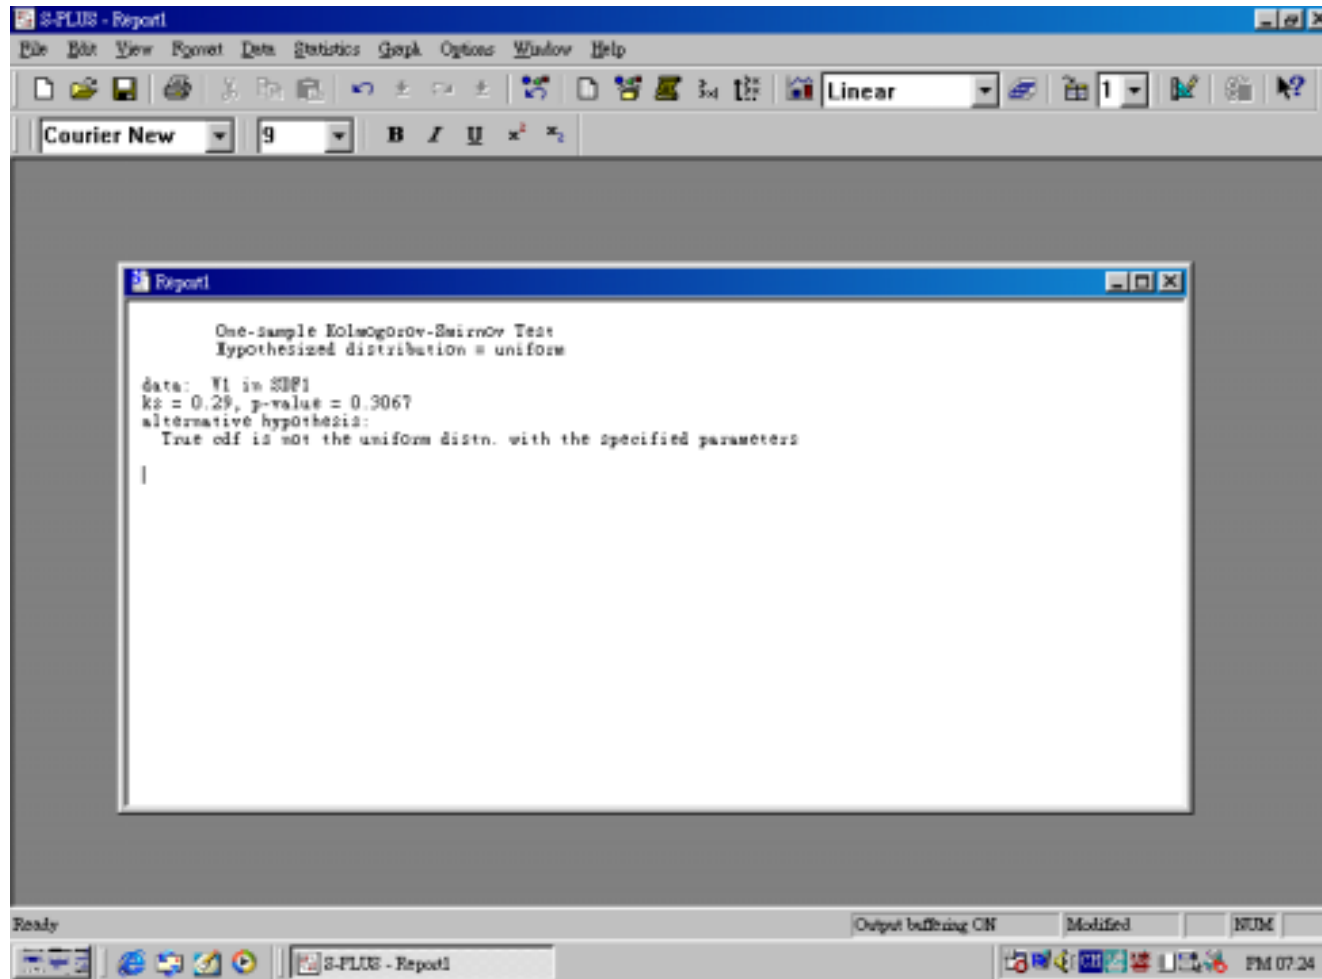 S-PLUS - Report1
File Edit View Format Data Statistics Graph Options Window Help
Linear 1
Courier New 9 B I U x² x₂
Report1
One-sample Kolmogorov-Smirnov Test
Hypothesized distribution = uniform
data: V1 in SDF1
ks = 0.29, p-value = 0.3067
alternative hypothesis:
True cdf is not the uniform distn. with the specified parameters
Ready Output buffering ON Modified NUM
S-PLUS - Report1 PM 07:24